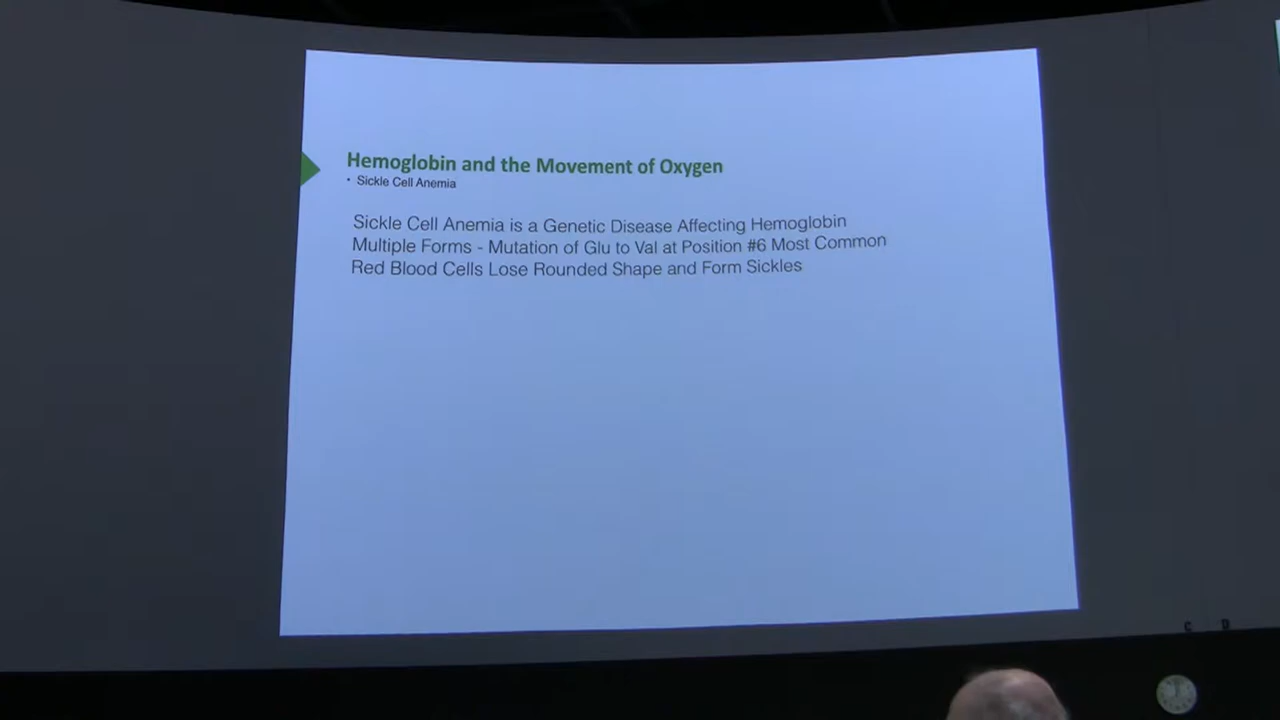 Hemoglobin and the Movement of Oxygen
• Sickle Cell Anemia
Sickle Cell Anemia is a Genetic Disease Affecting Hemoglobin
Multiple Forms - Mutation of Glu to Val at Position #6 Most Common
Red Blood Cells Lose Rounded Shape and Form Sickles
C D